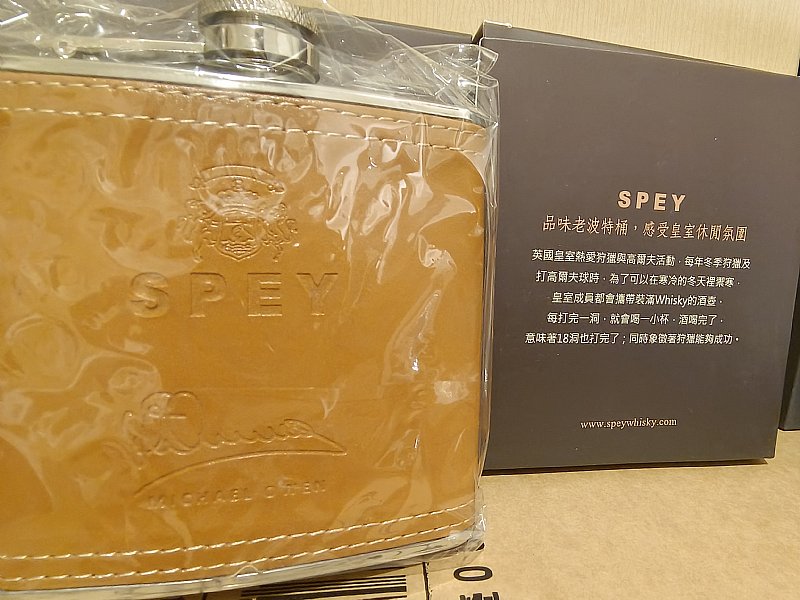 SPEY
MICHAEL OWEN
SPEY
品味老波特桶，感受皇室休閒氛圍
英國皇室熱愛狩獵與高爾夫活動，每年冬季狩獵及
打高爾夫球時，為了可以在寒冷的冬天裡禦寒，
皇室成員都會攜帶裝滿Whisky的酒壺，
每打完一洞，就會喝一小杯，酒喝完了，
意味著18洞也打完了；同時象徵著狩獵能夠成功。
www.speywhisky.com